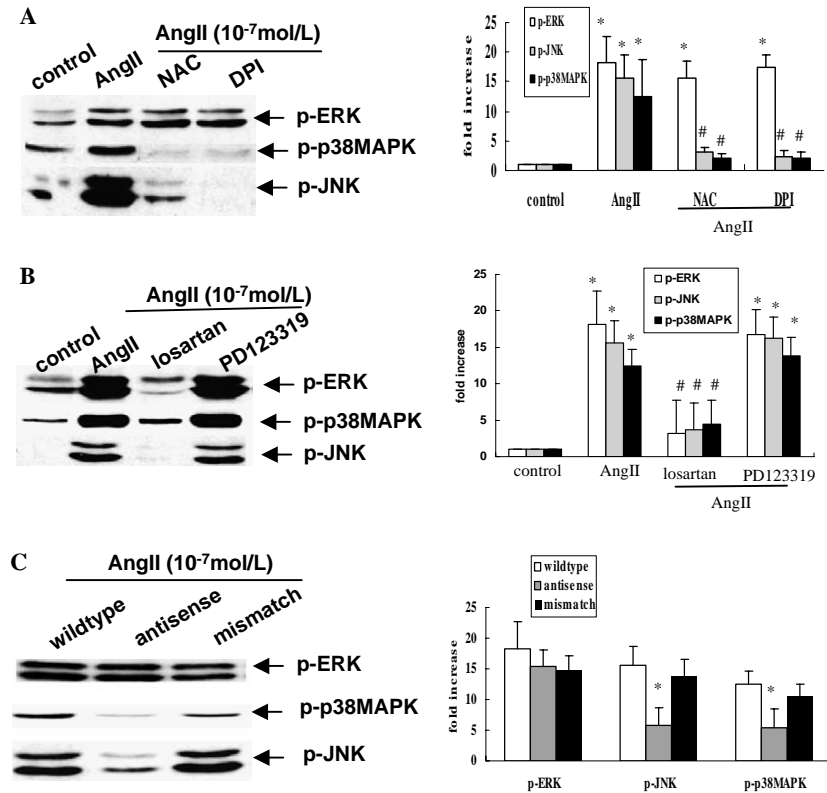 A
AngII (10⁻⁷mol/L)
control AngII NAC DPI
p-ERK
p-p38MAPK
p-JNK
fold increase
25
20
15
10
5
0
p-ERK
p-JNK
p-p38MAPK
* * * * *
# # # #
control AngII NAC DPI
AngII
B
AngII (10⁻⁷mol/L)
control AngII losartan PD123319
p-ERK
p-p38MAPK
p-JNK
fold increase
25
20
15
10
5
0
p-ERK
p-JNK
p-p38MAPK
* * * * * *
# # #
control AngII losartan PD123319
AngII
C
AngII (10⁻⁷mol/L)
wildtype antisense mismatch
p-ERK
p-p38MAPK
p-JNK
wildtype
antisense
mismatch
fold increase
25
20
15
10
5
0
* *
p-ERK p-JNK p-p38MAPK